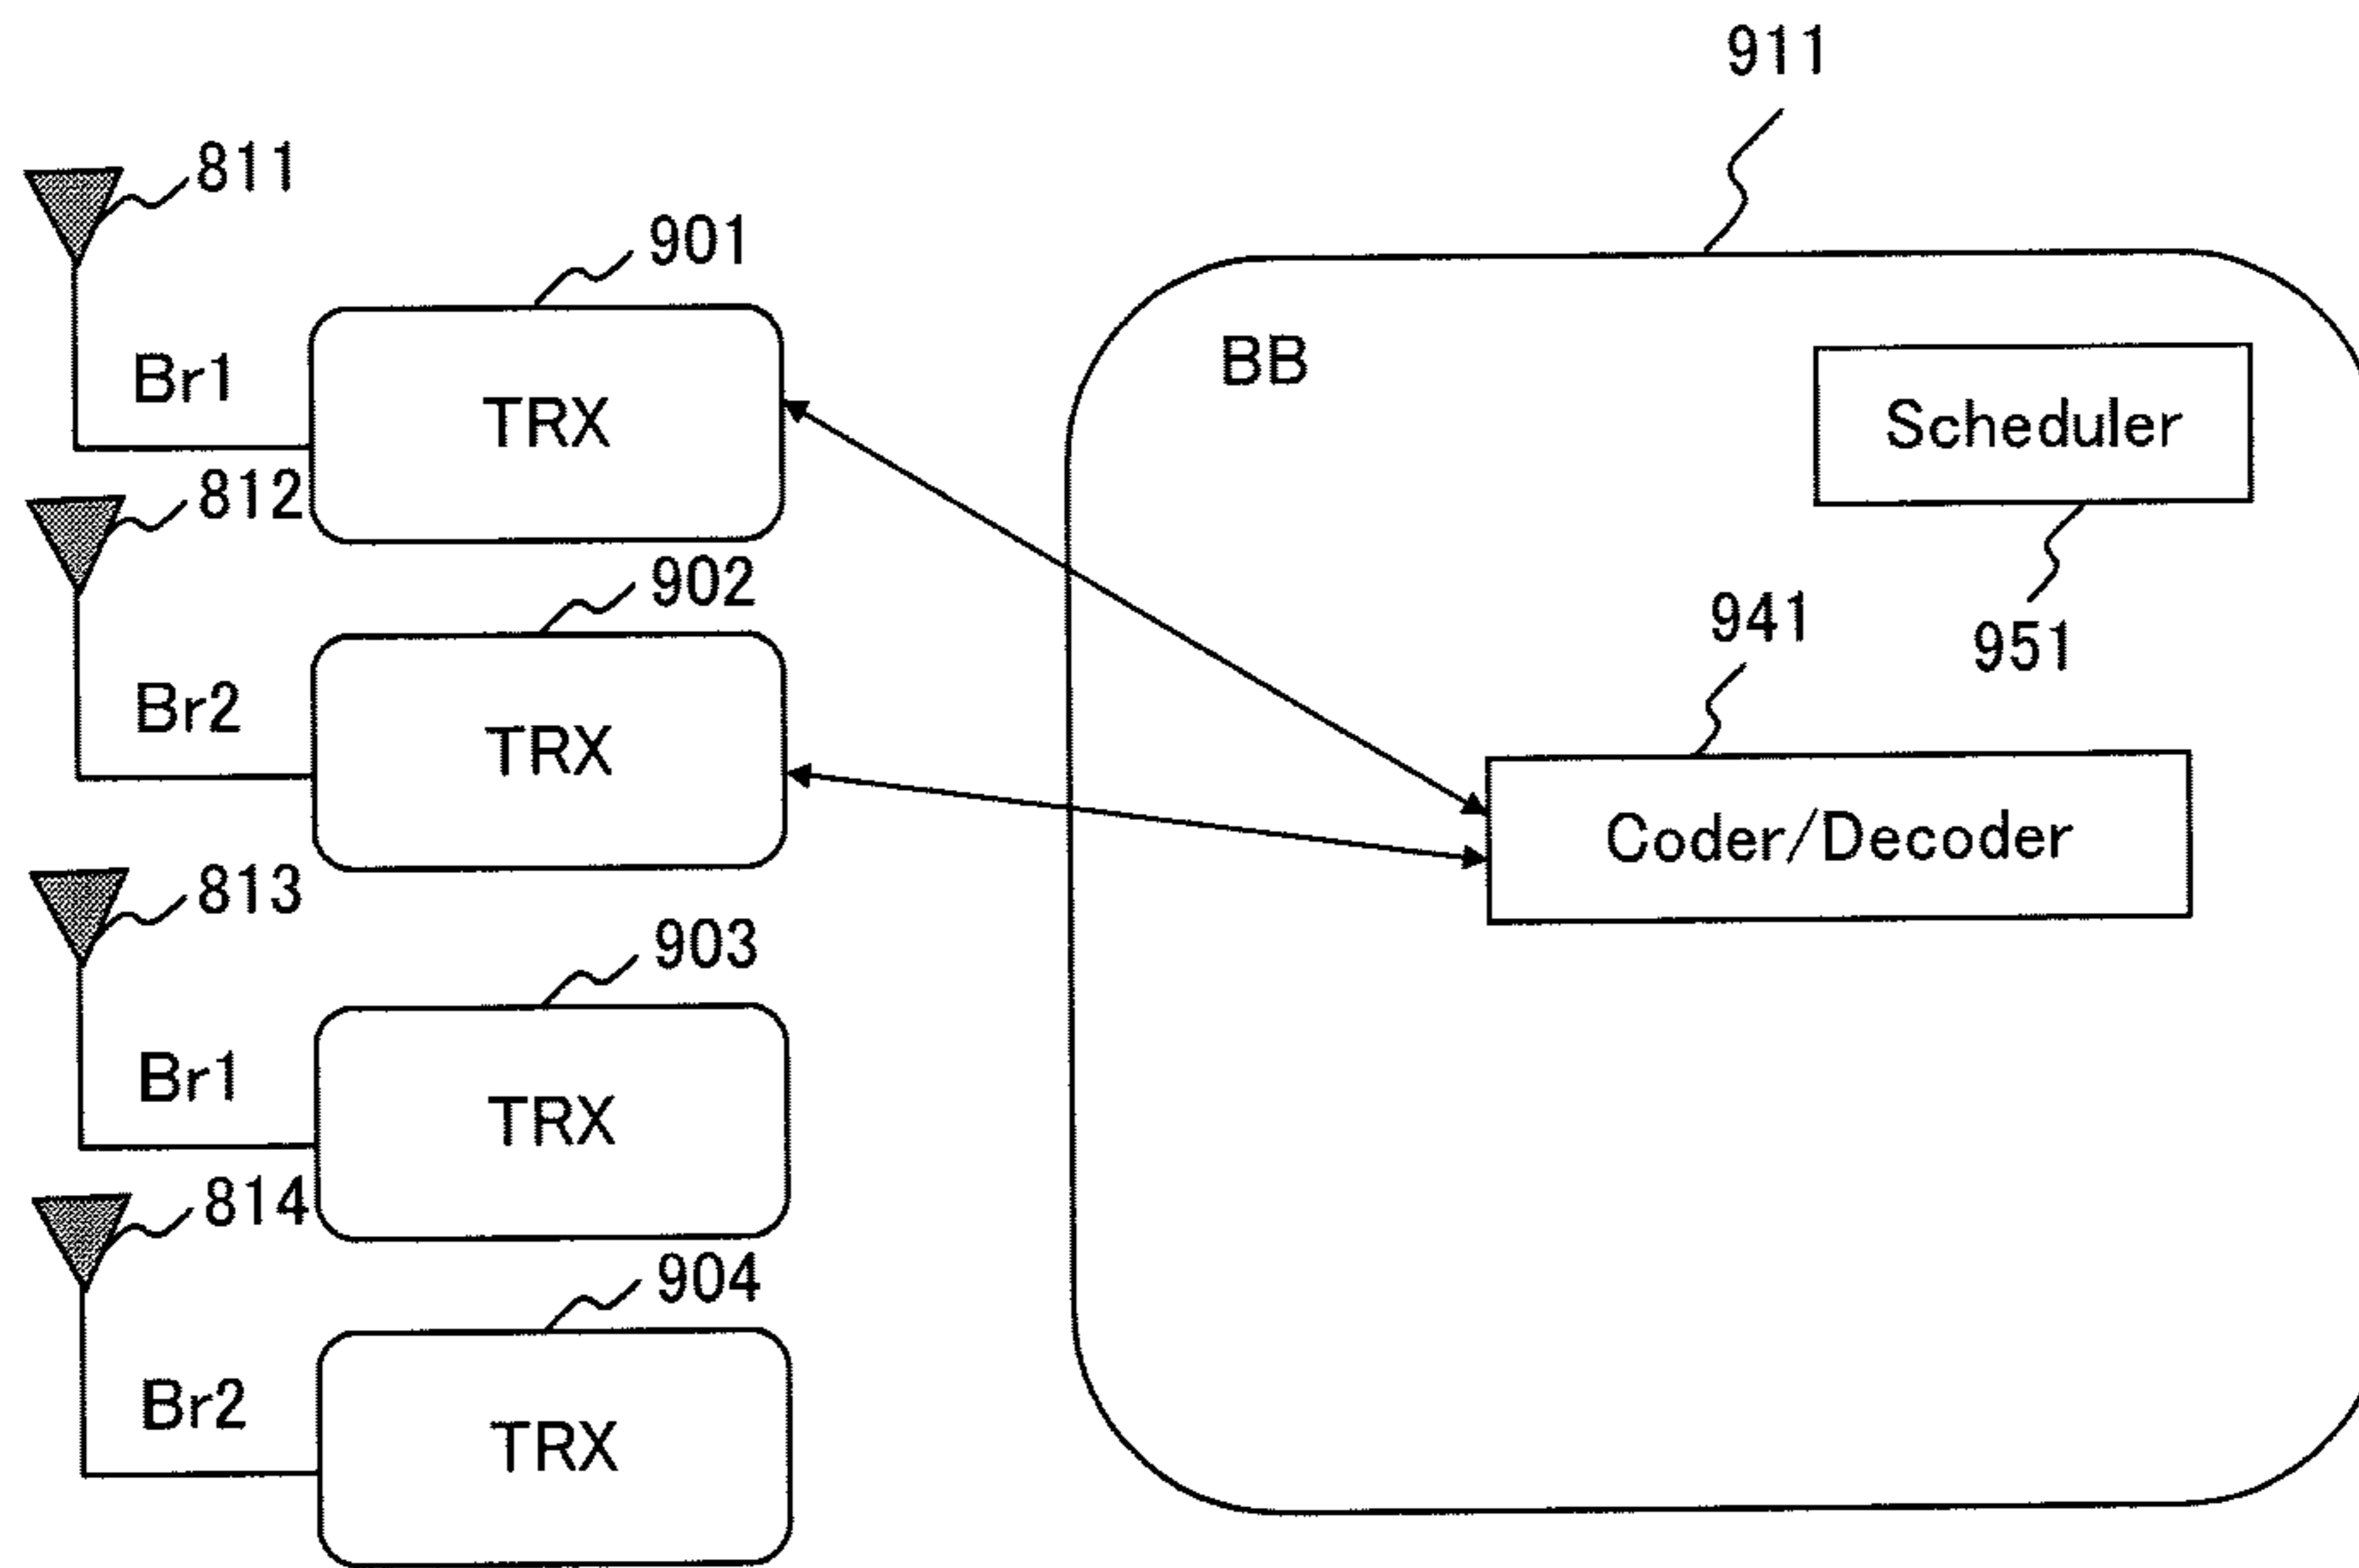 911
811
901
Br1
TRX
BB
Scheduler
812
902
941
951
Br2
TRX
Coder/Decoder
813
903
Br1
TRX
814
904
Br2
TRX